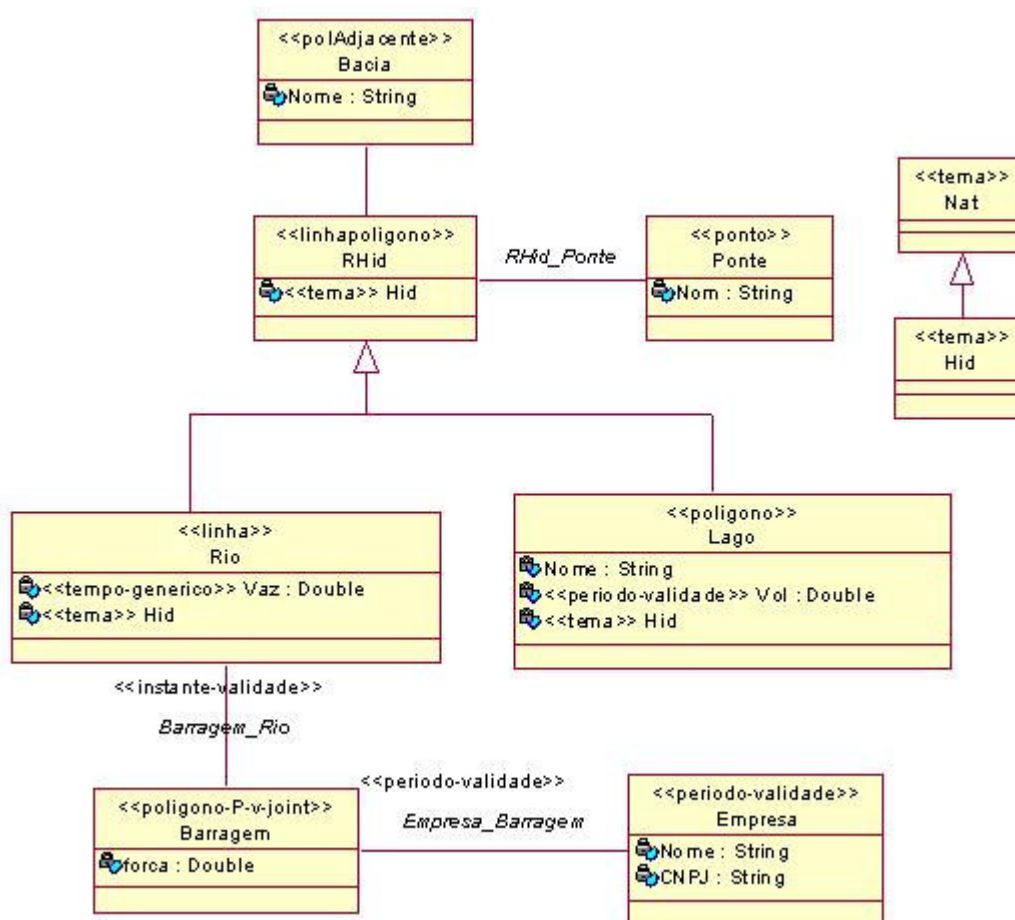 <<polAdjacente>>
Bacia
Nome : String
<<linhapoligono>>
RHid
<<tema>> Hid
RHid_Ponte
<<ponto>>
Ponte
Nom : String
<<tema>>
Nat
<<tema>>
Hid
<<linha>>
Rio
<<tempo-generico>> Vaz : Double
<<tema>> Hid
<<poligono>>
Lago
Nome : String
<<periodo-validade>> Vol : Double
<<tema>> Hid
<<instante-validade>>
Barragem_Rio
<<poligono-P-v-joint>>
Barragem
forca : Double
<<periodo-validade>>
Empresa_Barragem
<<periodo-validade>>
Empresa
Nome : String
CNPJ : String